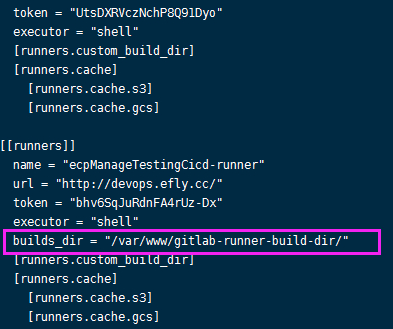 token = "UtsDXRVczNchP8Q91Dyo"
executor = "shell"
[runners.custom_build_dir]
[runners.cache]
[runners.cache.s3]
[runners.cache.gcs]
[[runners]]
name = "ecpManageTestingCicd-runner"
url = "http://devops.efly.cc/"
token = "bhv6SqJuRdnFA4rUz-Dx"
executor = "shell"
builds_dir = "/var/www/gitlab-runner-build-dir/"
[runners.custom_build_dir]
[runners.cache]
[runners.cache.s3]
[runners.cache.gcs]